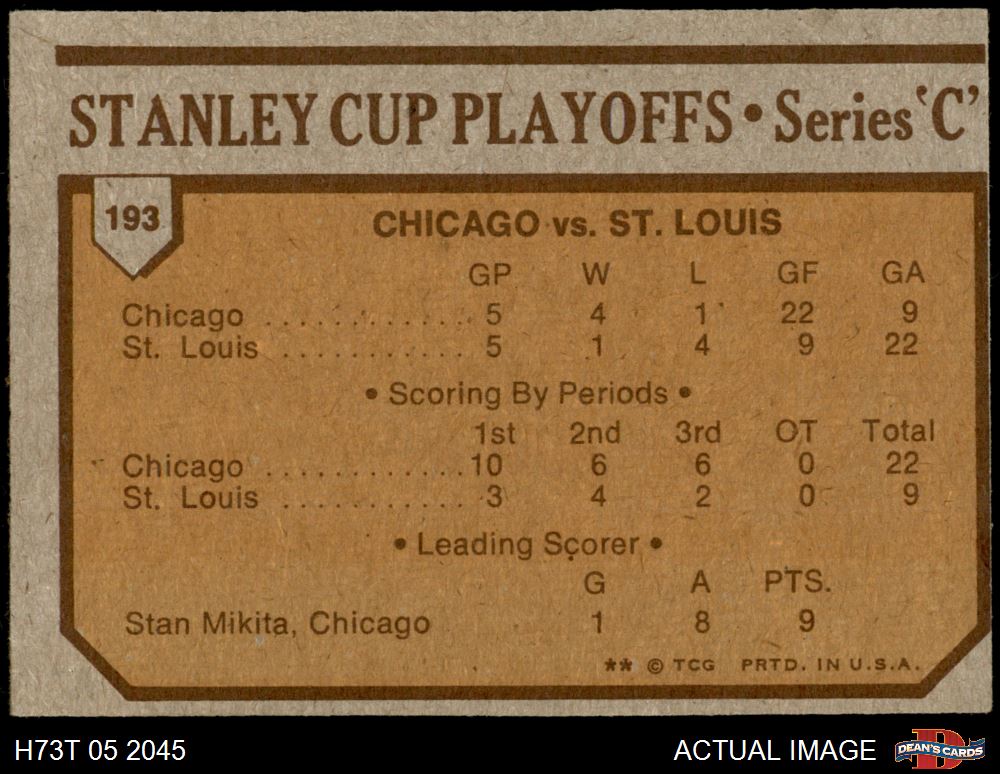 STANLEY CUP PLAYOFFS • Series 'C'
193
CHICAGO vs. ST. LOUIS
GP W L GF GA
Chicago ............ 5 4 1 22 9
St. Louis ........... 5 1 4 9 22
• Scoring By Periods •
1st 2nd 3rd OT Total
Chicago ............ 10 6 6 0 22
St. Louis ........... 3 4 2 0 9
• Leading Scorer •
G A PTS.
Stan Mikita, Chicago 1 8 9
** © TCG PRTD. IN U.S.A.
H73T 05 2045 ACTUAL IMAGE D DEAN'S CARDS